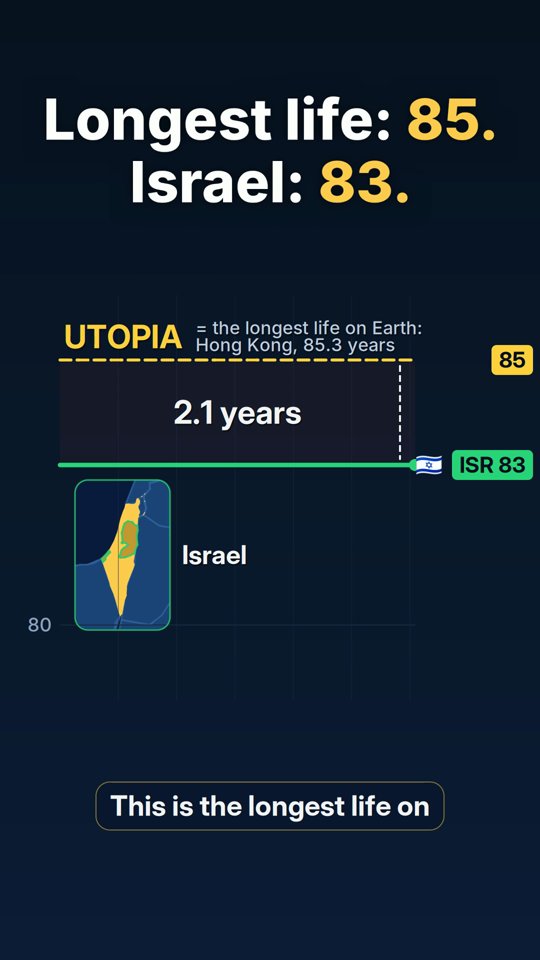 Longest life: 85.
Israel: 83.
UTOPIA = the longest life on Earth:
Hong Kong, 85.3 years
85
2.1 years
ISR 83
Israel
80
This is the longest life on